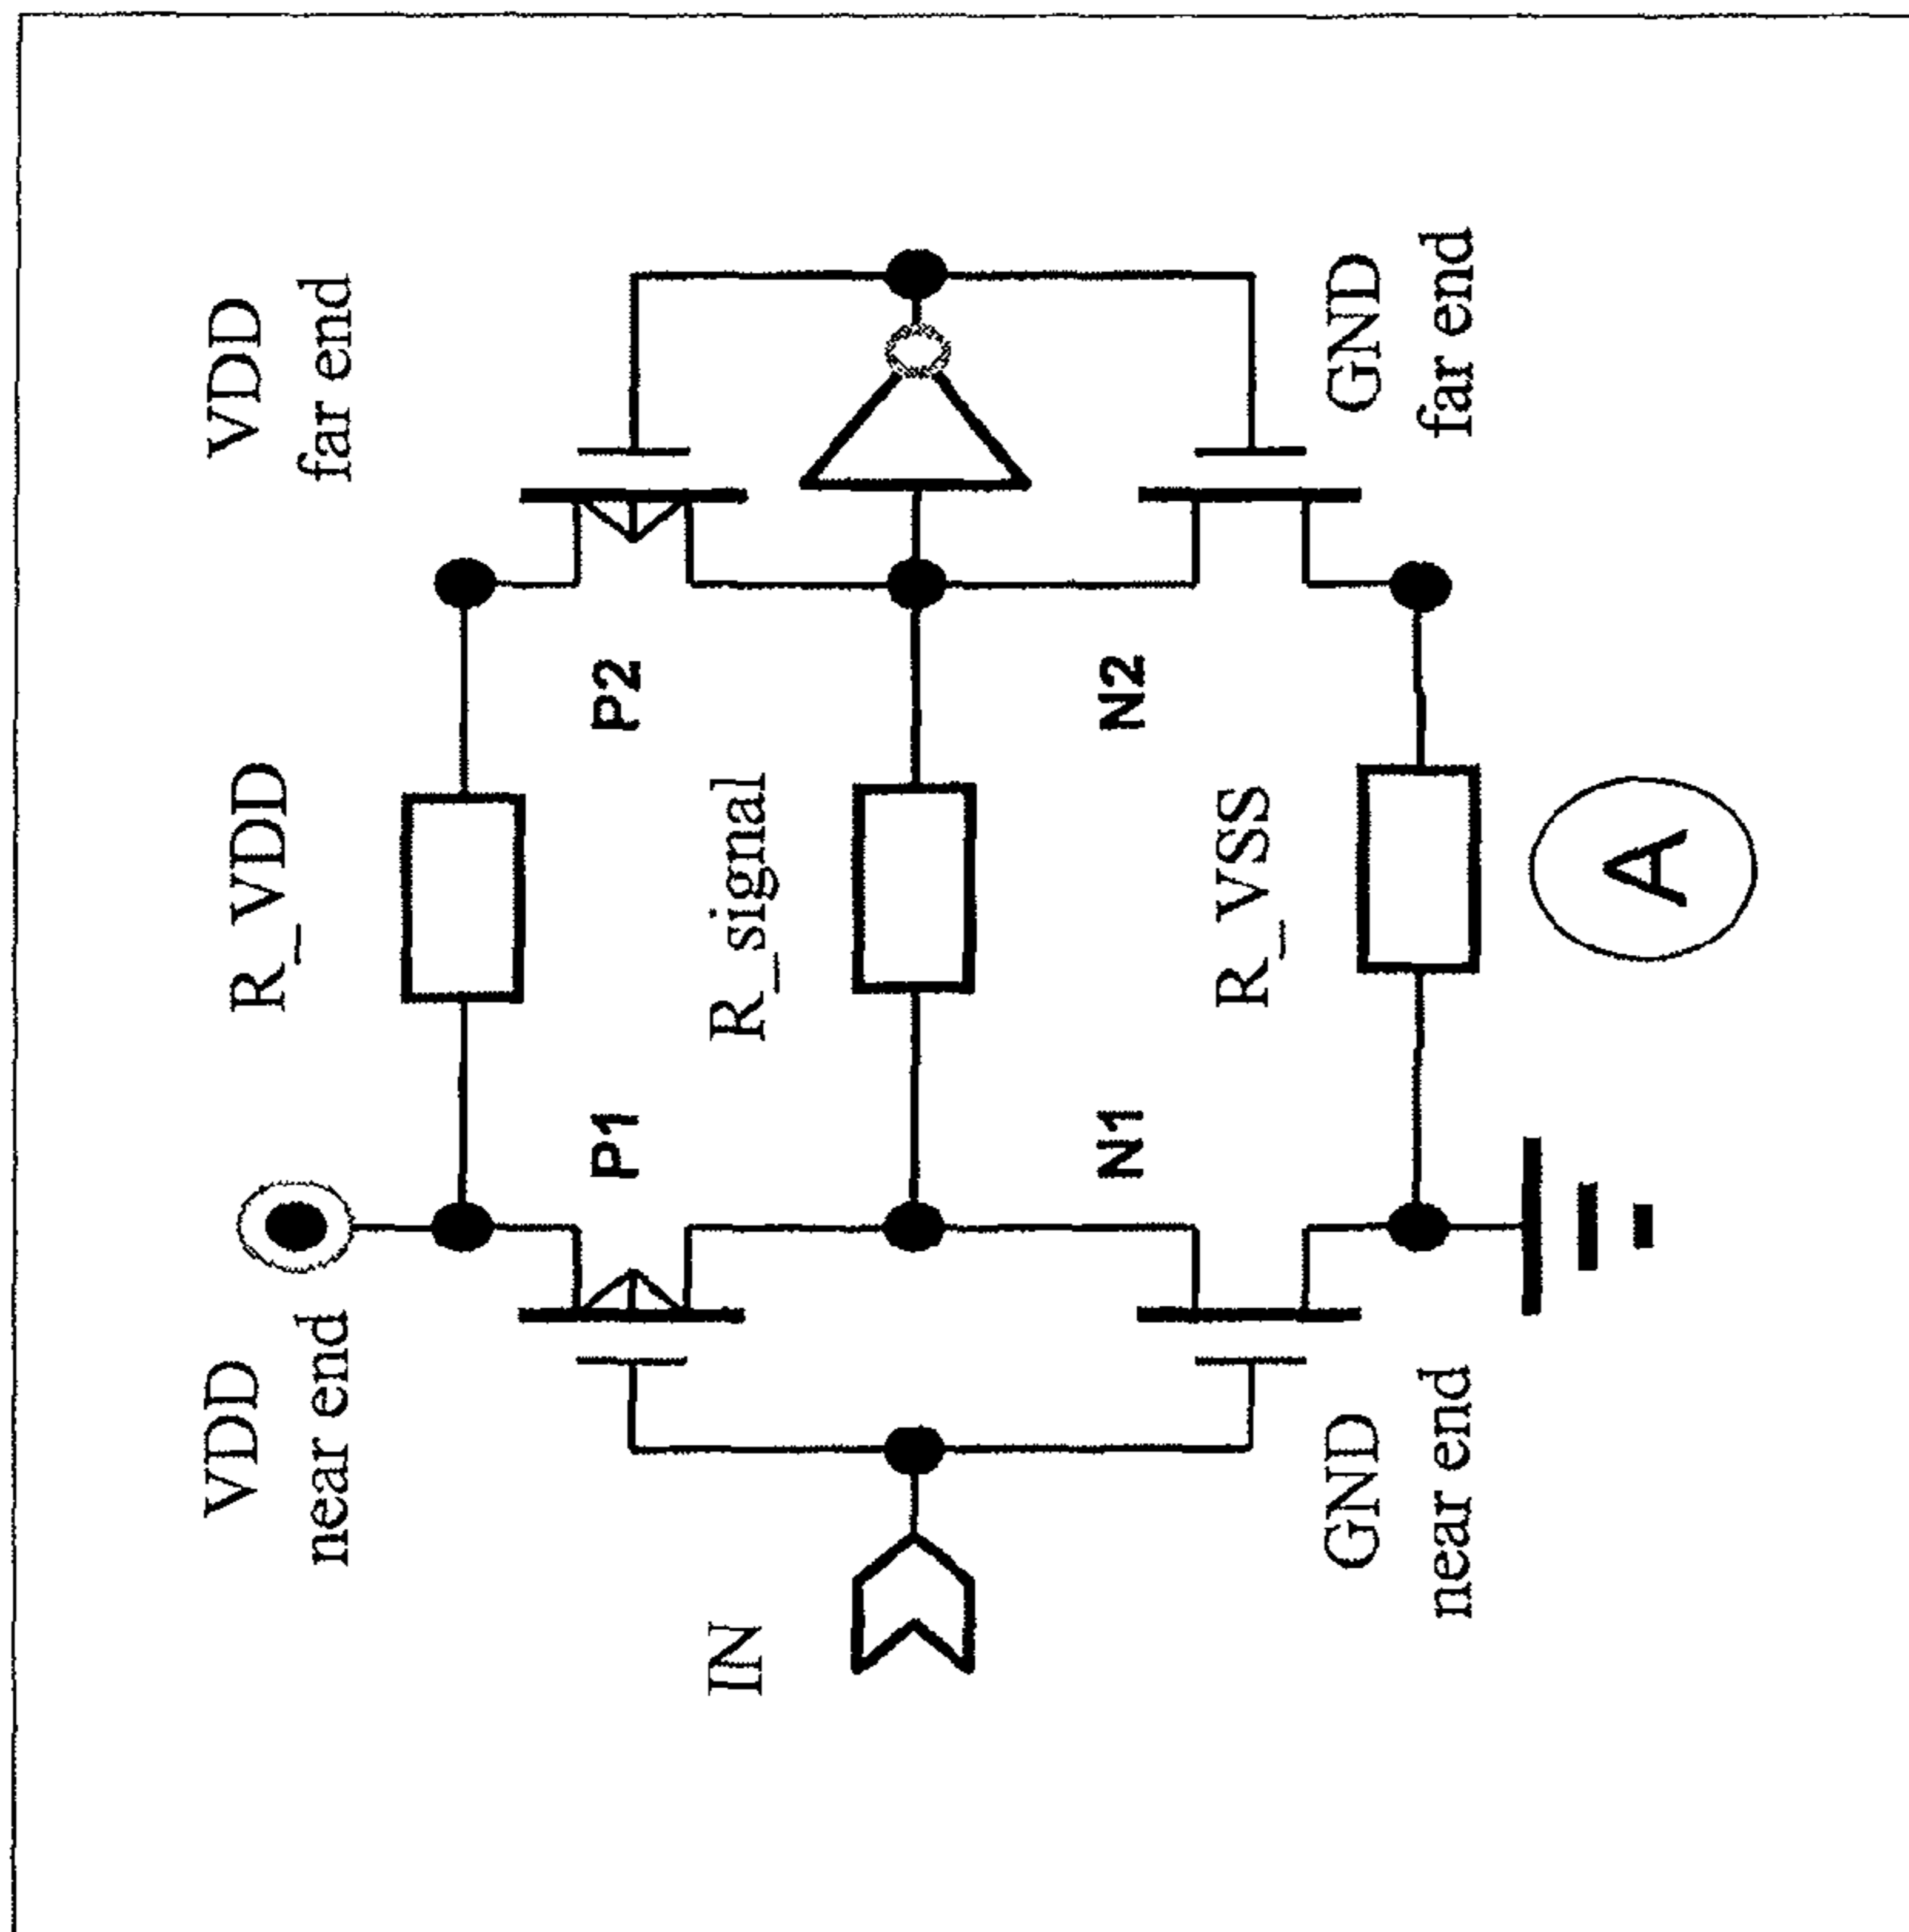 VDD
near end
R_VDD
VDD
far end
P1
P2
IN
R_signal
N1
N2
R_VSS
GND
near end
GND
far end
A